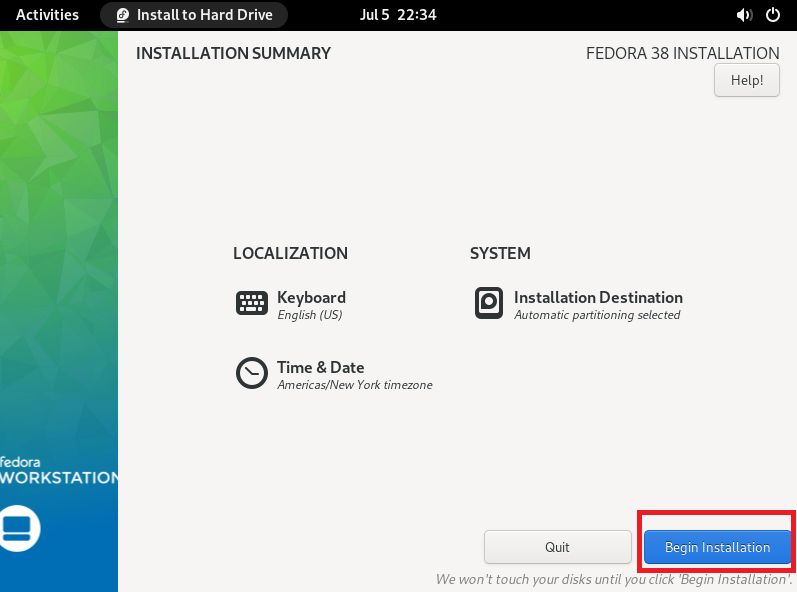 Activities Install to Hard Drive Jul 5 22:34
INSTALLATION SUMMARY FEDORA 38 INSTALLATION
Help!
LOCALIZATION SYSTEM
Keyboard Installation Destination
English (US) Automatic partitioning selected
Time & Date
Americas/New York timezone
fedora
WORKSTATION
Quit Begin Installation
We won't touch your disks until you click 'Begin Installation'.